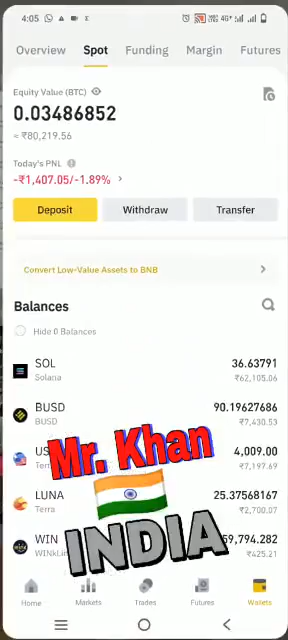 4:05
Overview Spot Funding Margin Futures
Equity Value (BTC)
0.03486852
≈ ₹80,219.56
Today's PNL
-₹1,407.05/-1.89%
Deposit Withdraw Transfer
Convert Low-Value Assets to BNB
Balances
Hide 0 Balances
SOL 36.63791
Solana ₹62,105.06
BUSD 90.19627686
BUSD ₹7,430.53
4,009.00
₹7,197.69
LUNA 25.37568167
Terra ₹2,700.07
WIN 59,794.282
₹425.21
Mr. Khan
INDIA
Home Markets Trades Futures Wallets